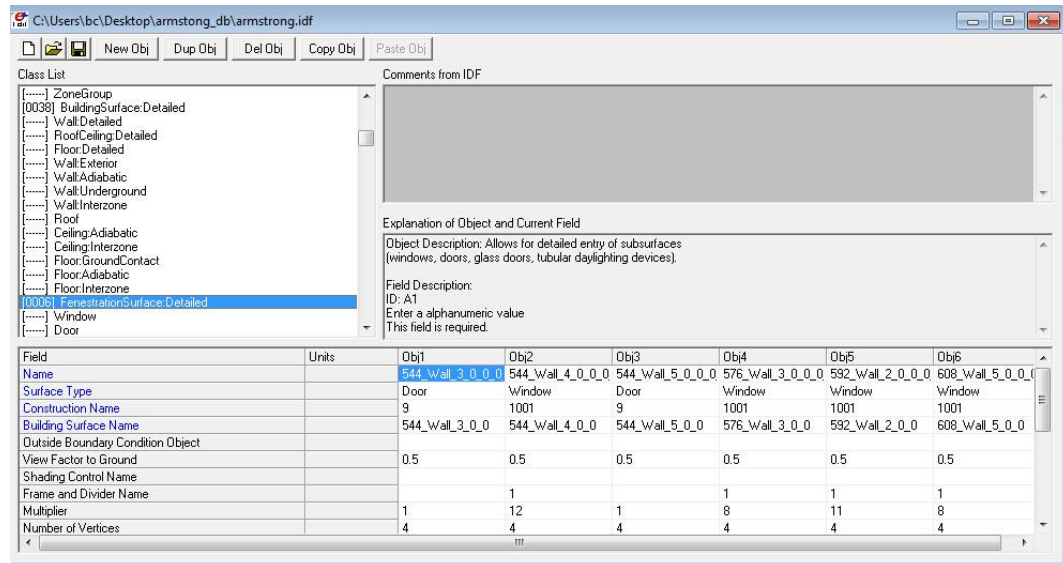 C:\Users\bc\Desktop\armstong_db\armstrong.idf
New Obj Dup Obj Del Obj Copy Obj Paste Obj
Class List
[------] ZoneGroup
[0038] BuildingSurface:Detailed
[------] Wall:Detailed
[------] RoofCeiling:Detailed
[------] Floor:Detailed
[------] Wall:Exterior
[------] Wall:Adiabatic
[------] Wall:Underground
[------] Wall:Interzone
[------] Roof
[------] Ceiling:Adiabatic
[------] Ceiling:Interzone
[------] Floor:GroundContact
[------] Floor:Adiabatic
[------] Floor:Interzone
[0006] FenestrationSurface:Detailed
[------] Window
[------] Door
Comments from IDF
Explanation of Object and Current Field
Object Description: Allows for detailed entry of subsurfaces
(windows, doors, glass doors, tubular daylighting devices).
Field Description:
ID: A1
Enter a alphanumeric value
This field is required.
Field Units Obj1 Obj2 Obj3 Obj4 Obj5 Obj6
Name 544_Wall_3_0_0_0 544_Wall_4_0_0_0 544_Wall_5_0_0_0 576_Wall_3_0_0_0 592_Wall_2_0_0_0 608_Wall_5_0_0_0
Surface Type Door Window Door Window Window Window
Construction Name 9 1001 9 1001 1001 1001
Building Surface Name 544_Wall_3_0_0 544_Wall_4_0_0 544_Wall_5_0_0 576_Wall_3_0_0 592_Wall_2_0_0 608_Wall_5_0_0
Outside Boundary Condition Object
View Factor to Ground 0.5 0.5 0.5 0.5 0.5 0.5
Shading Control Name
Frame and Divider Name 1 1 1 1
Multiplier 1 12 1 8 11 8
Number of Vertices 4 4 4 4 4 4